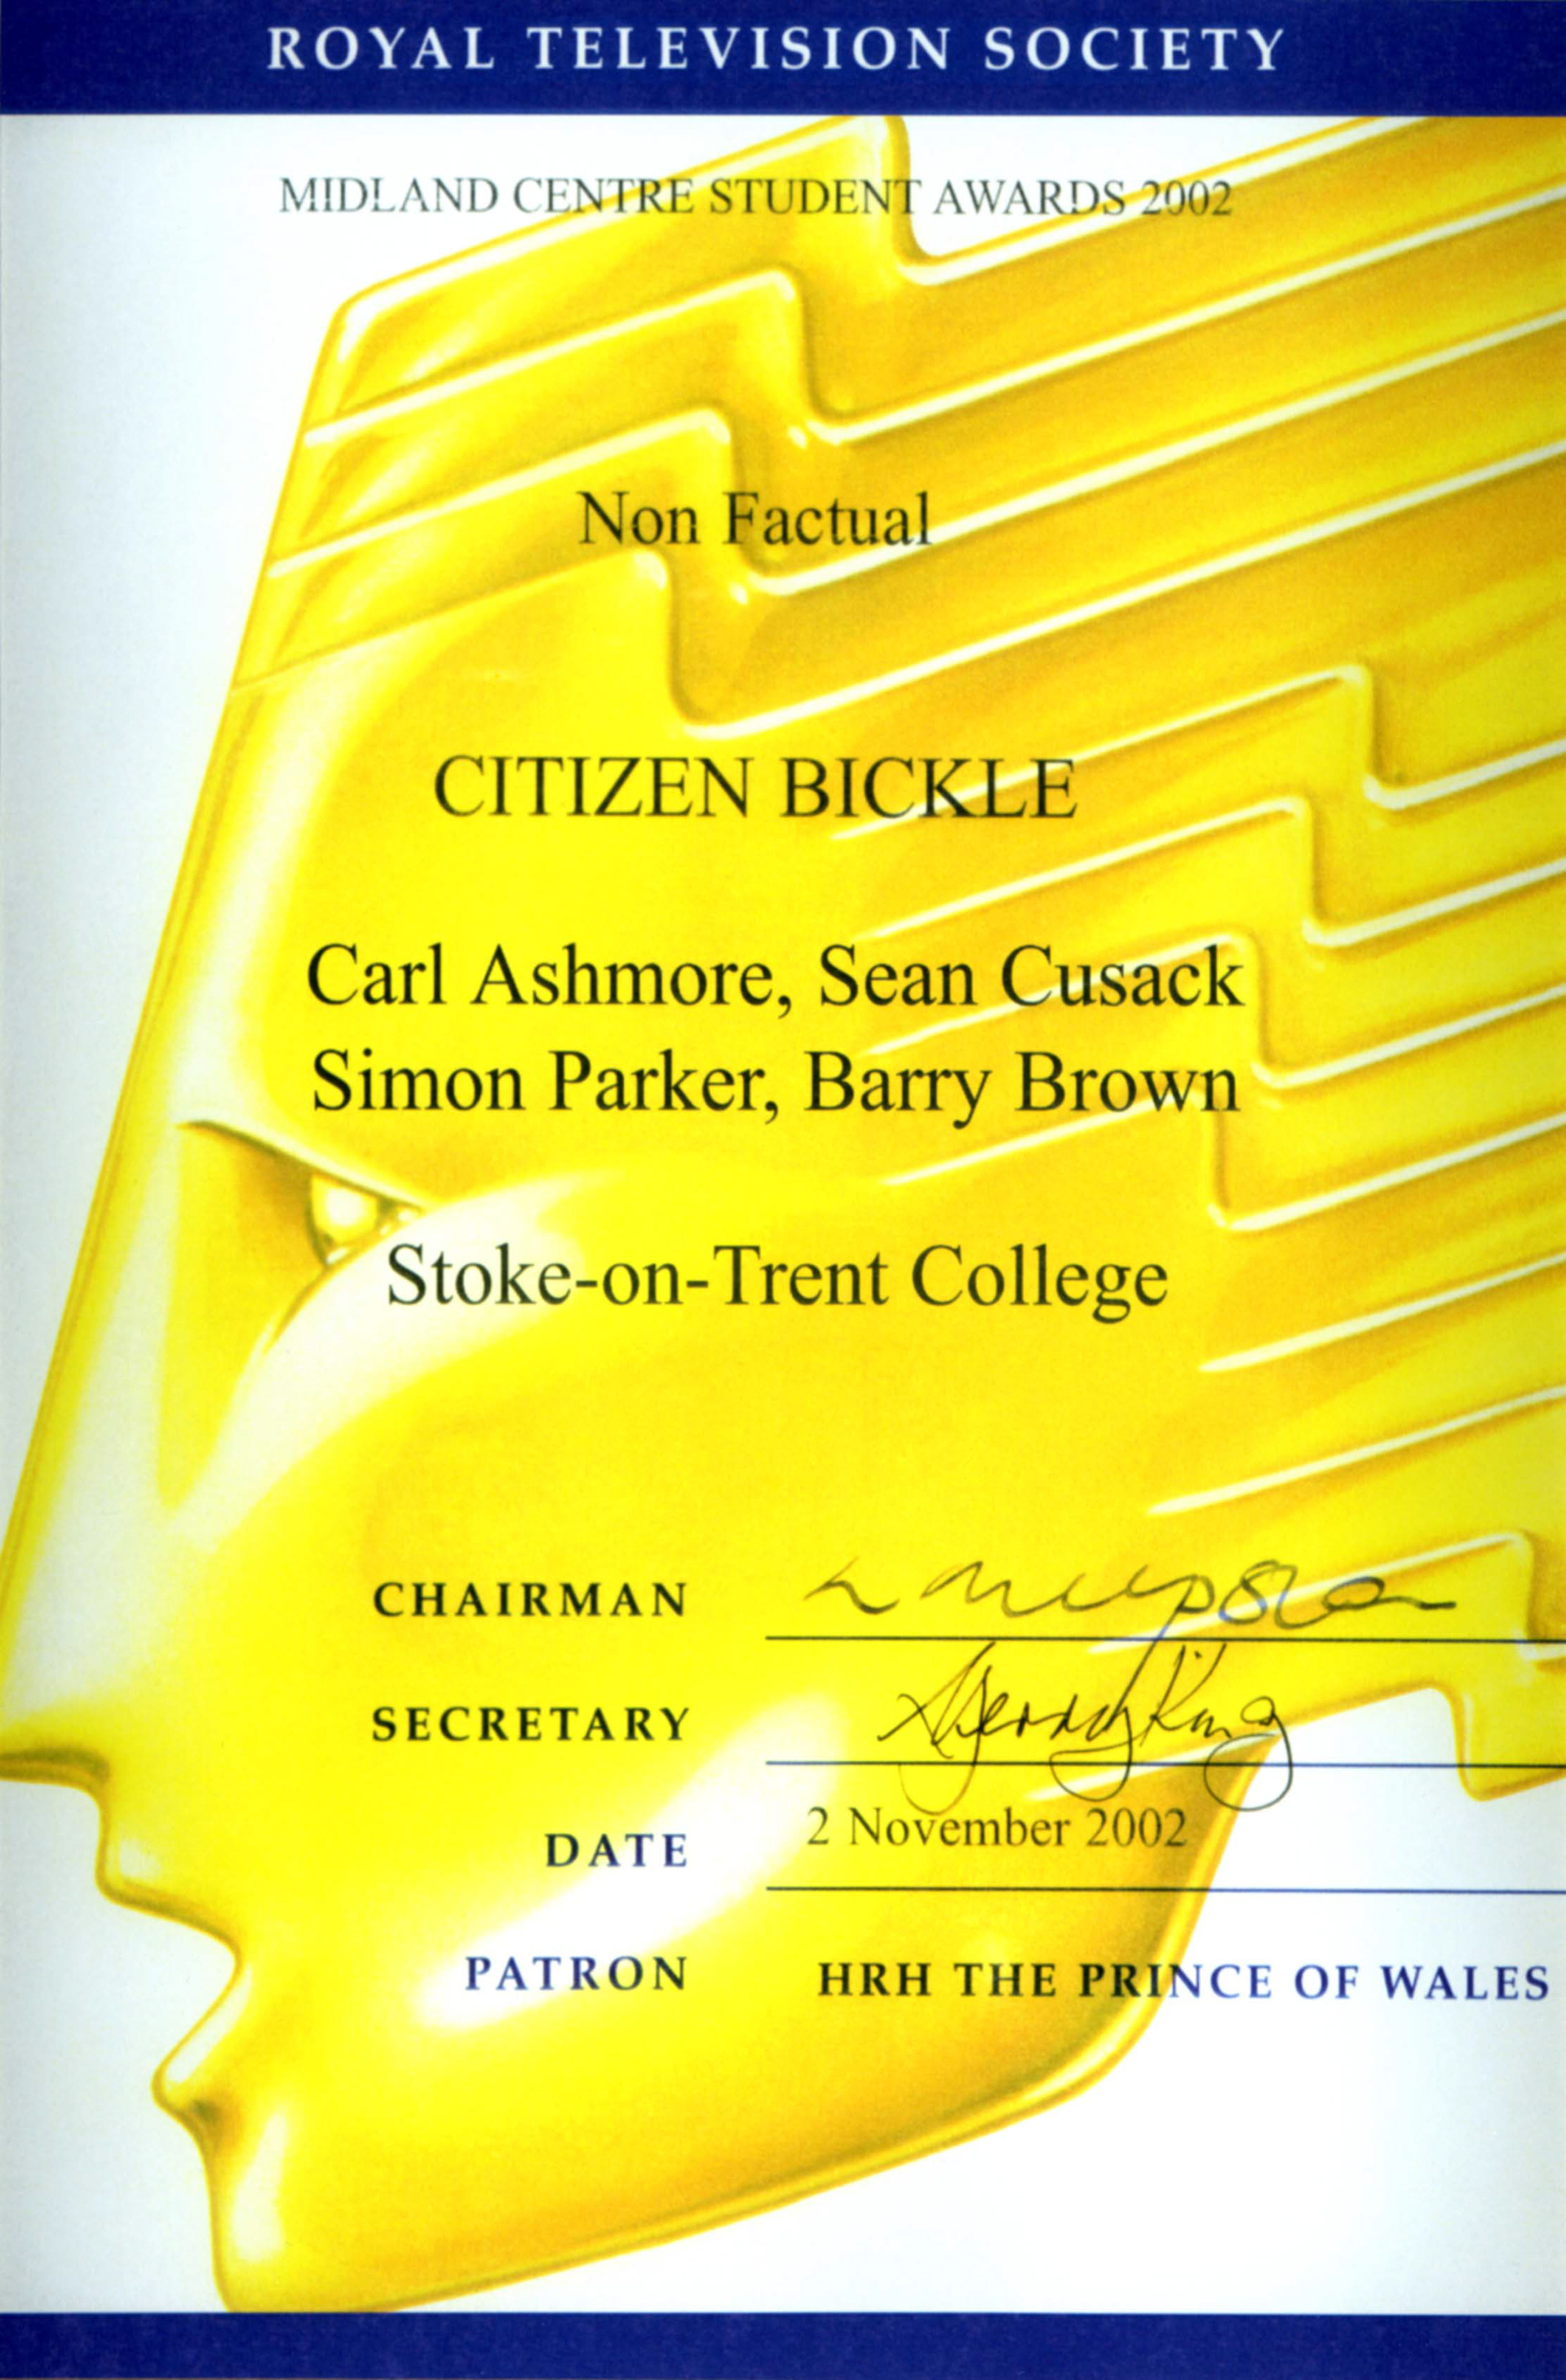 ROYAL TELEVISION SOCIETY
MIDLAND CENTRE STUDENT AWARDS 2002
Non Factual
CITIZEN BICKLE
Carl Ashmore, Sean Cusack
Simon Parker, Barry Brown
Stoke-on-Trent College
CHAIRMAN
SECRETARY
DATE 2 November 2002
PATRON HRH THE PRINCE OF WALES